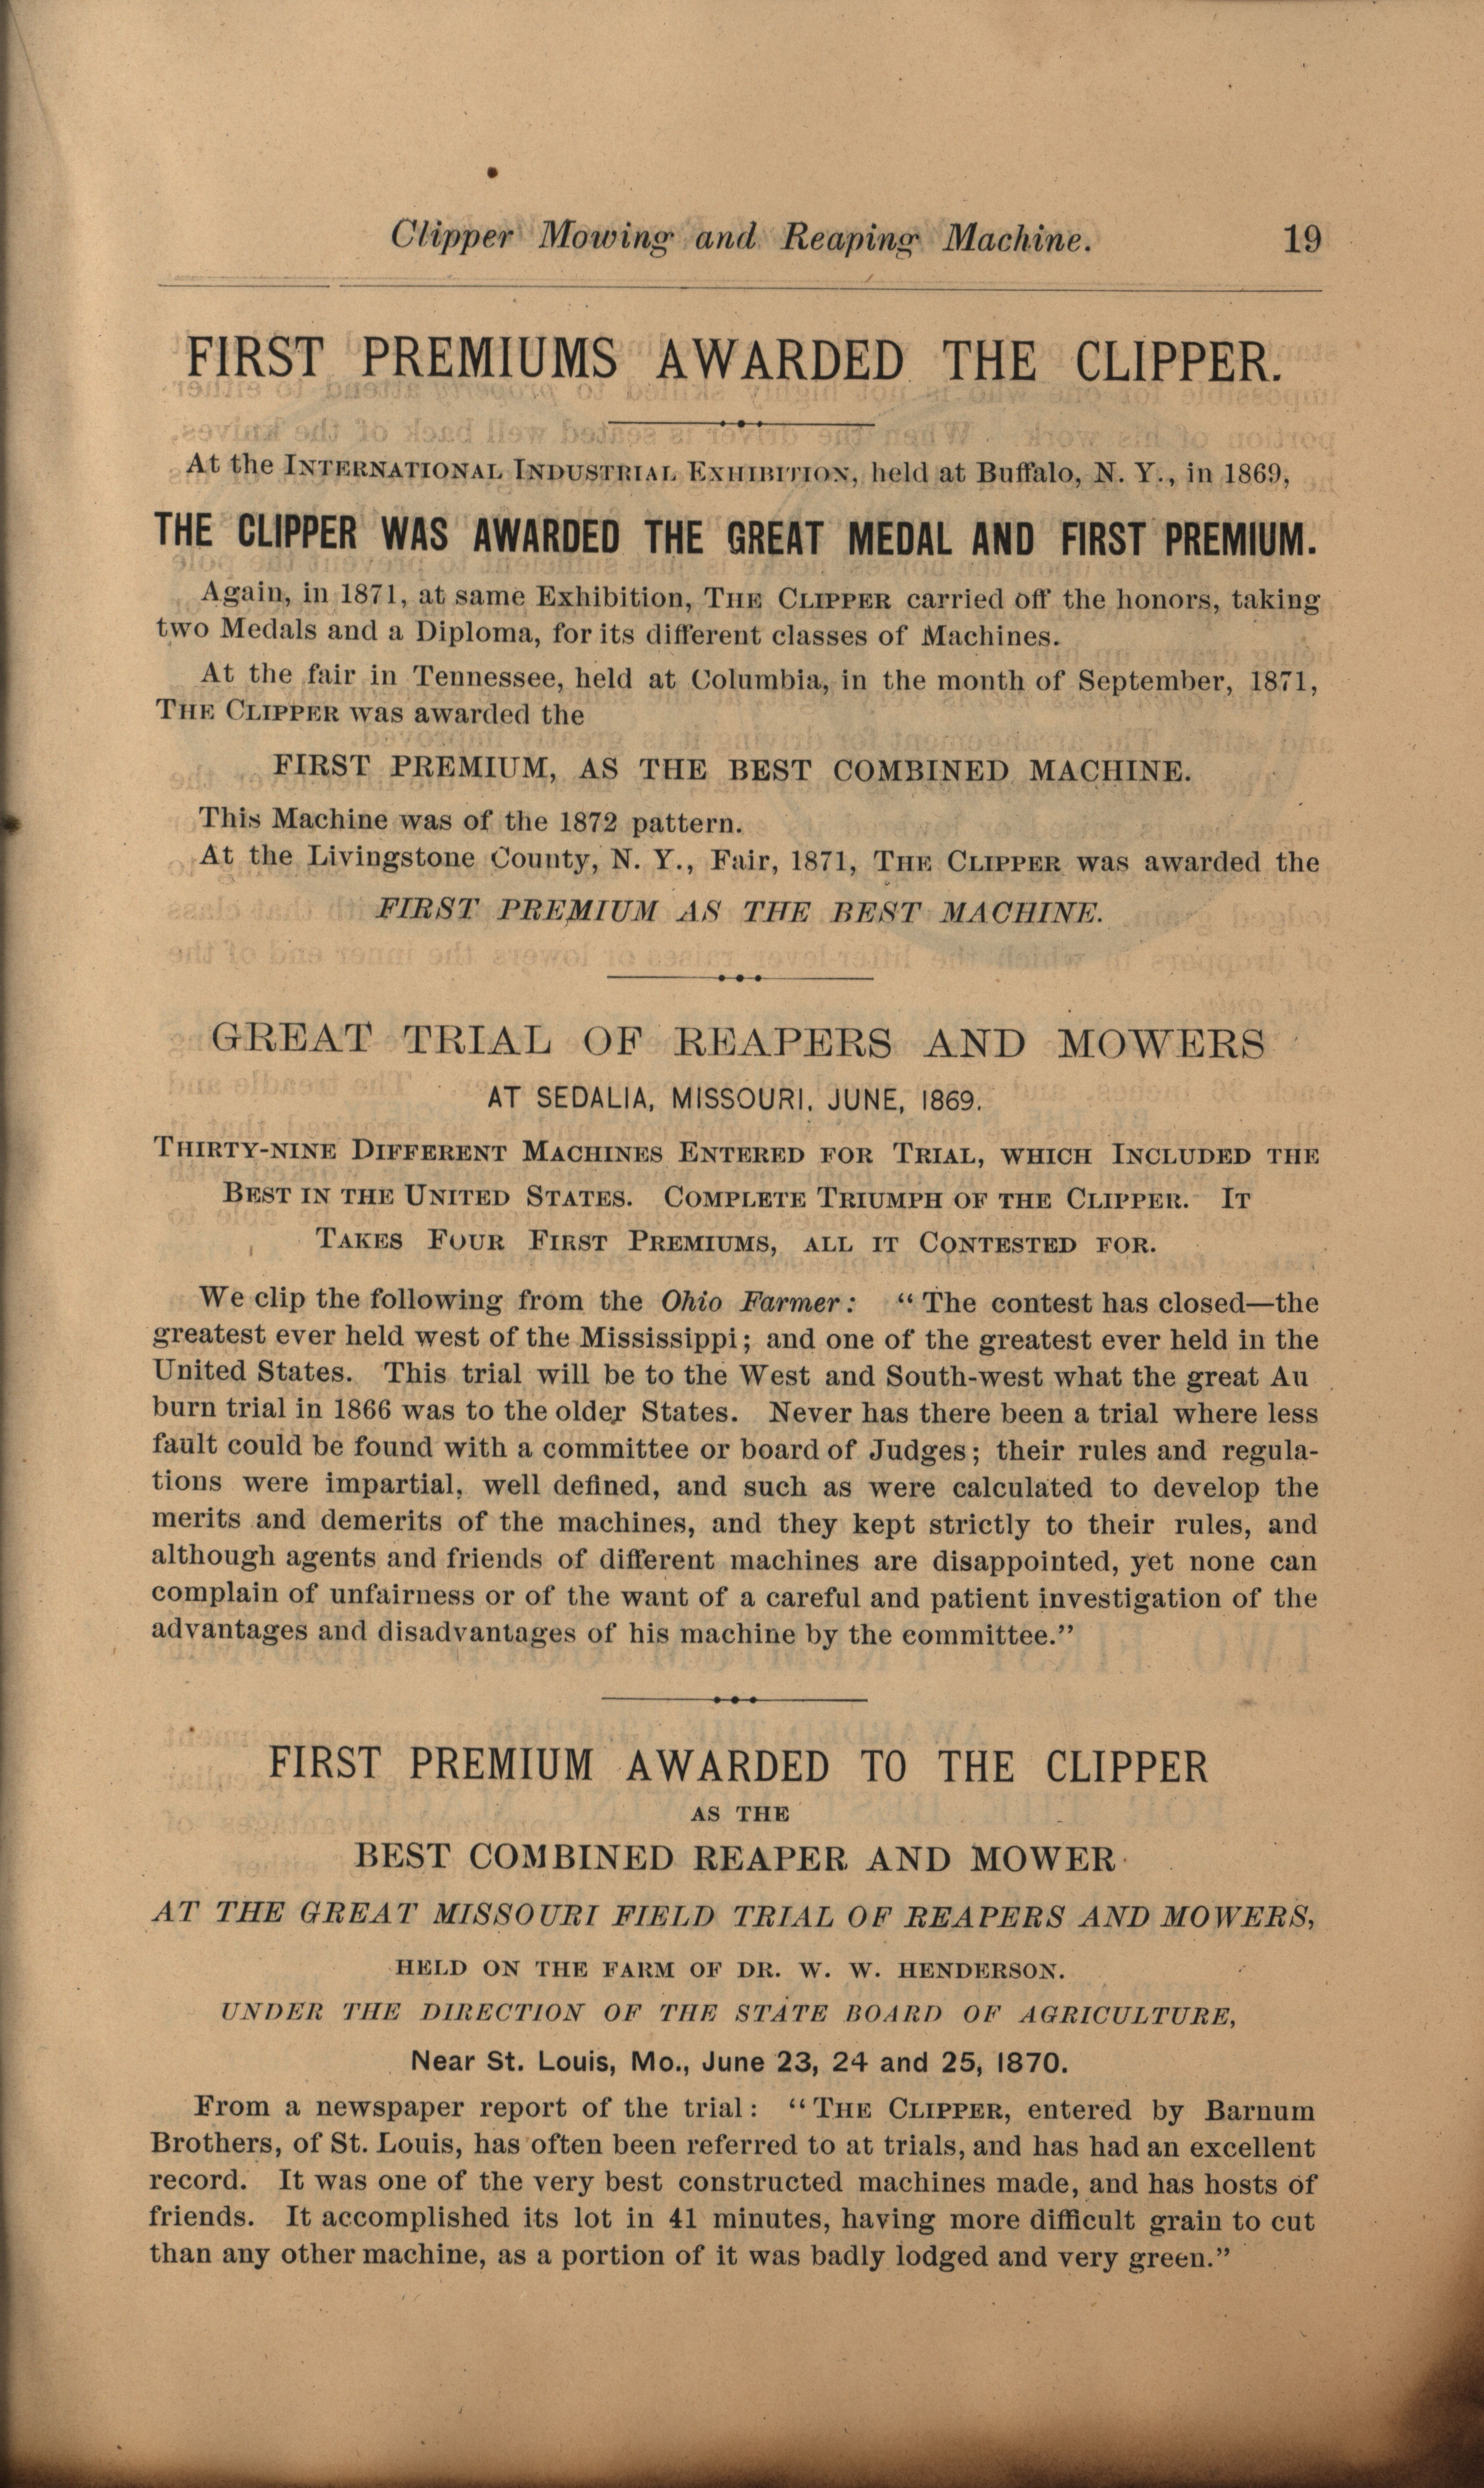 Clipper Mowing and Reaping Machine. 19
FIRST PREMIUMS AWARDED THE CLIPPER.
At the INTERNATIONAL INDUSTRIAL EXHIBITION, held at Buffalo, N. Y., in 1869,
THE CLIPPER WAS AWARDED THE GREAT MEDAL AND FIRST PREMIUM.
Again, in 1871, at same Exhibition, THE CLIPPER carried off the honors, taking
two Medals and a Diploma, for its different classes of Machines.
At the fair in Tennessee, held at Columbia, in the month of September, 1871,
THE CLIPPER was awarded the
FIRST PREMIUM, AS THE BEST COMBINED MACHINE.
This Machine was of the 1872 pattern.
At the Livingstone County, N. Y., Fair, 1871, THE CLIPPER was awarded the
FIRST PREMIUM AS THE BEST MACHINE.
GREAT TRIAL OF REAPERS AND MOWERS
AT SEDALIA, MISSOURI, JUNE, 1869.
THIRTY-NINE DIFFERENT MACHINES ENTERED FOR TRIAL, WHICH INCLUDED THE
BEST IN THE UNITED STATES. COMPLETE TRIUMPH OF THE CLIPPER. IT
TAKES FOUR FIRST PREMIUMS, ALL IT CONTESTED FOR.
We clip the following from the Ohio Farmer: "The contest has closed—the
greatest ever held west of the Mississippi; and one of the greatest ever held in the
United States. This trial will be to the West and South-west what the great Au
burn trial in 1866 was to the older States. Never has there been a trial where less
fault could be found with a committee or board of Judges; their rules and regula-
tions were impartial, well defined, and such as were calculated to develop the
merits and demerits of the machines, and they kept strictly to their rules, and
although agents and friends of different machines are disappointed, yet none can
complain of unfairness or of the want of a careful and patient investigation of the
advantages and disadvantages of his machine by the committee."
FIRST PREMIUM AWARDED TO THE CLIPPER
AS THE
BEST COMBINED REAPER AND MOWER
AT THE GREAT MISSOURI FIELD TRIAL OF REAPERS AND MOWERS,
HELD ON THE FARM OF DR. W. W. HENDERSON.
UNDER THE DIRECTION OF THE STATE BOARD OF AGRICULTURE,
Near St. Louis, Mo., June 23, 24 and 25, 1870.
From a newspaper report of the trial: "THE CLIPPER, entered by Barnum
Brothers, of St. Louis, has often been referred to at trials, and has had an excellent
record. It was one of the very best constructed machines made, and has hosts of
friends. It accomplished its lot in 41 minutes, having more difficult grain to cut
than any other machine, as a portion of it was badly lodged and very green."